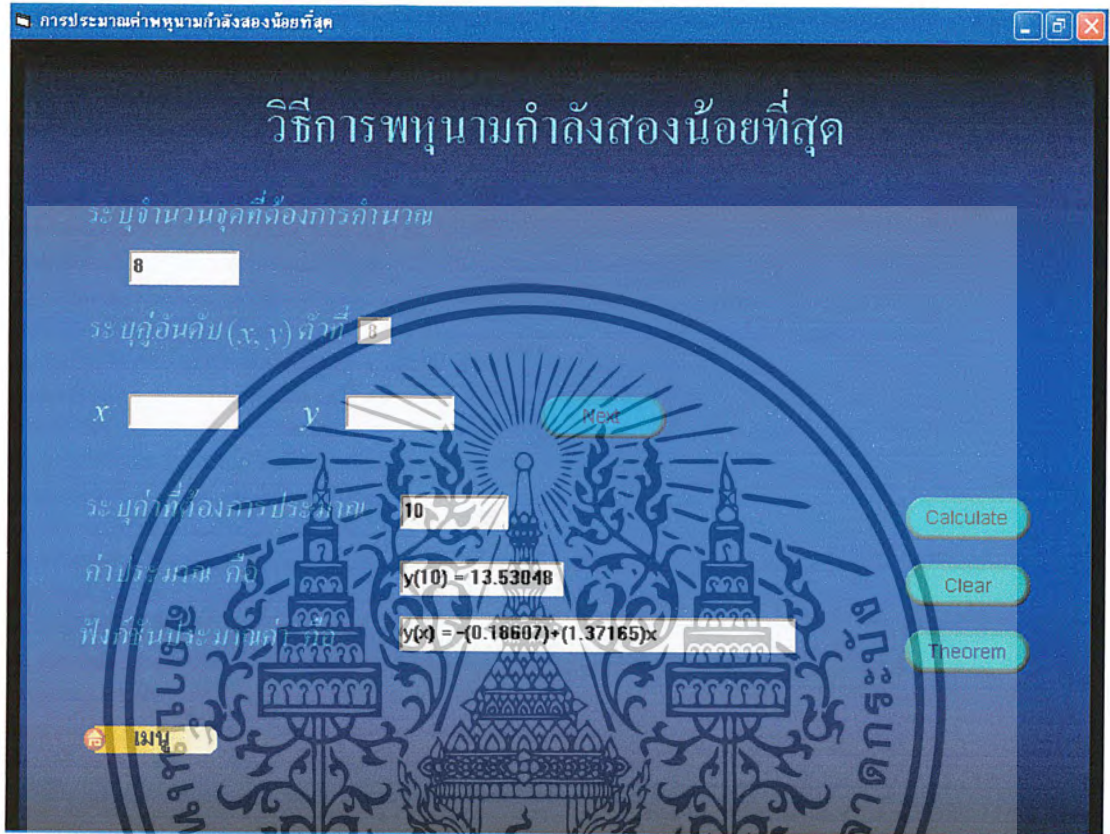 การประมาณค่าพหุนามกำลังสองน้อยที่สุด
วิธีการพหุนามกำลังสองน้อยที่สุด
ระบุจำนวนจุดที่ต้องการคำนวณ
8
ระบุคู่อันดับ (x, y) ตัวที่ 8
x y Next
ระบุค่าที่ต้องการประมาณ 10 Calculate
ค่าประมาณ คือ y(10) = 13.53048 Clear
ฟังก์ชันประมาณค่า คือ y(x) = -(0.18607)+(1.37165)x Theorem
เมนู